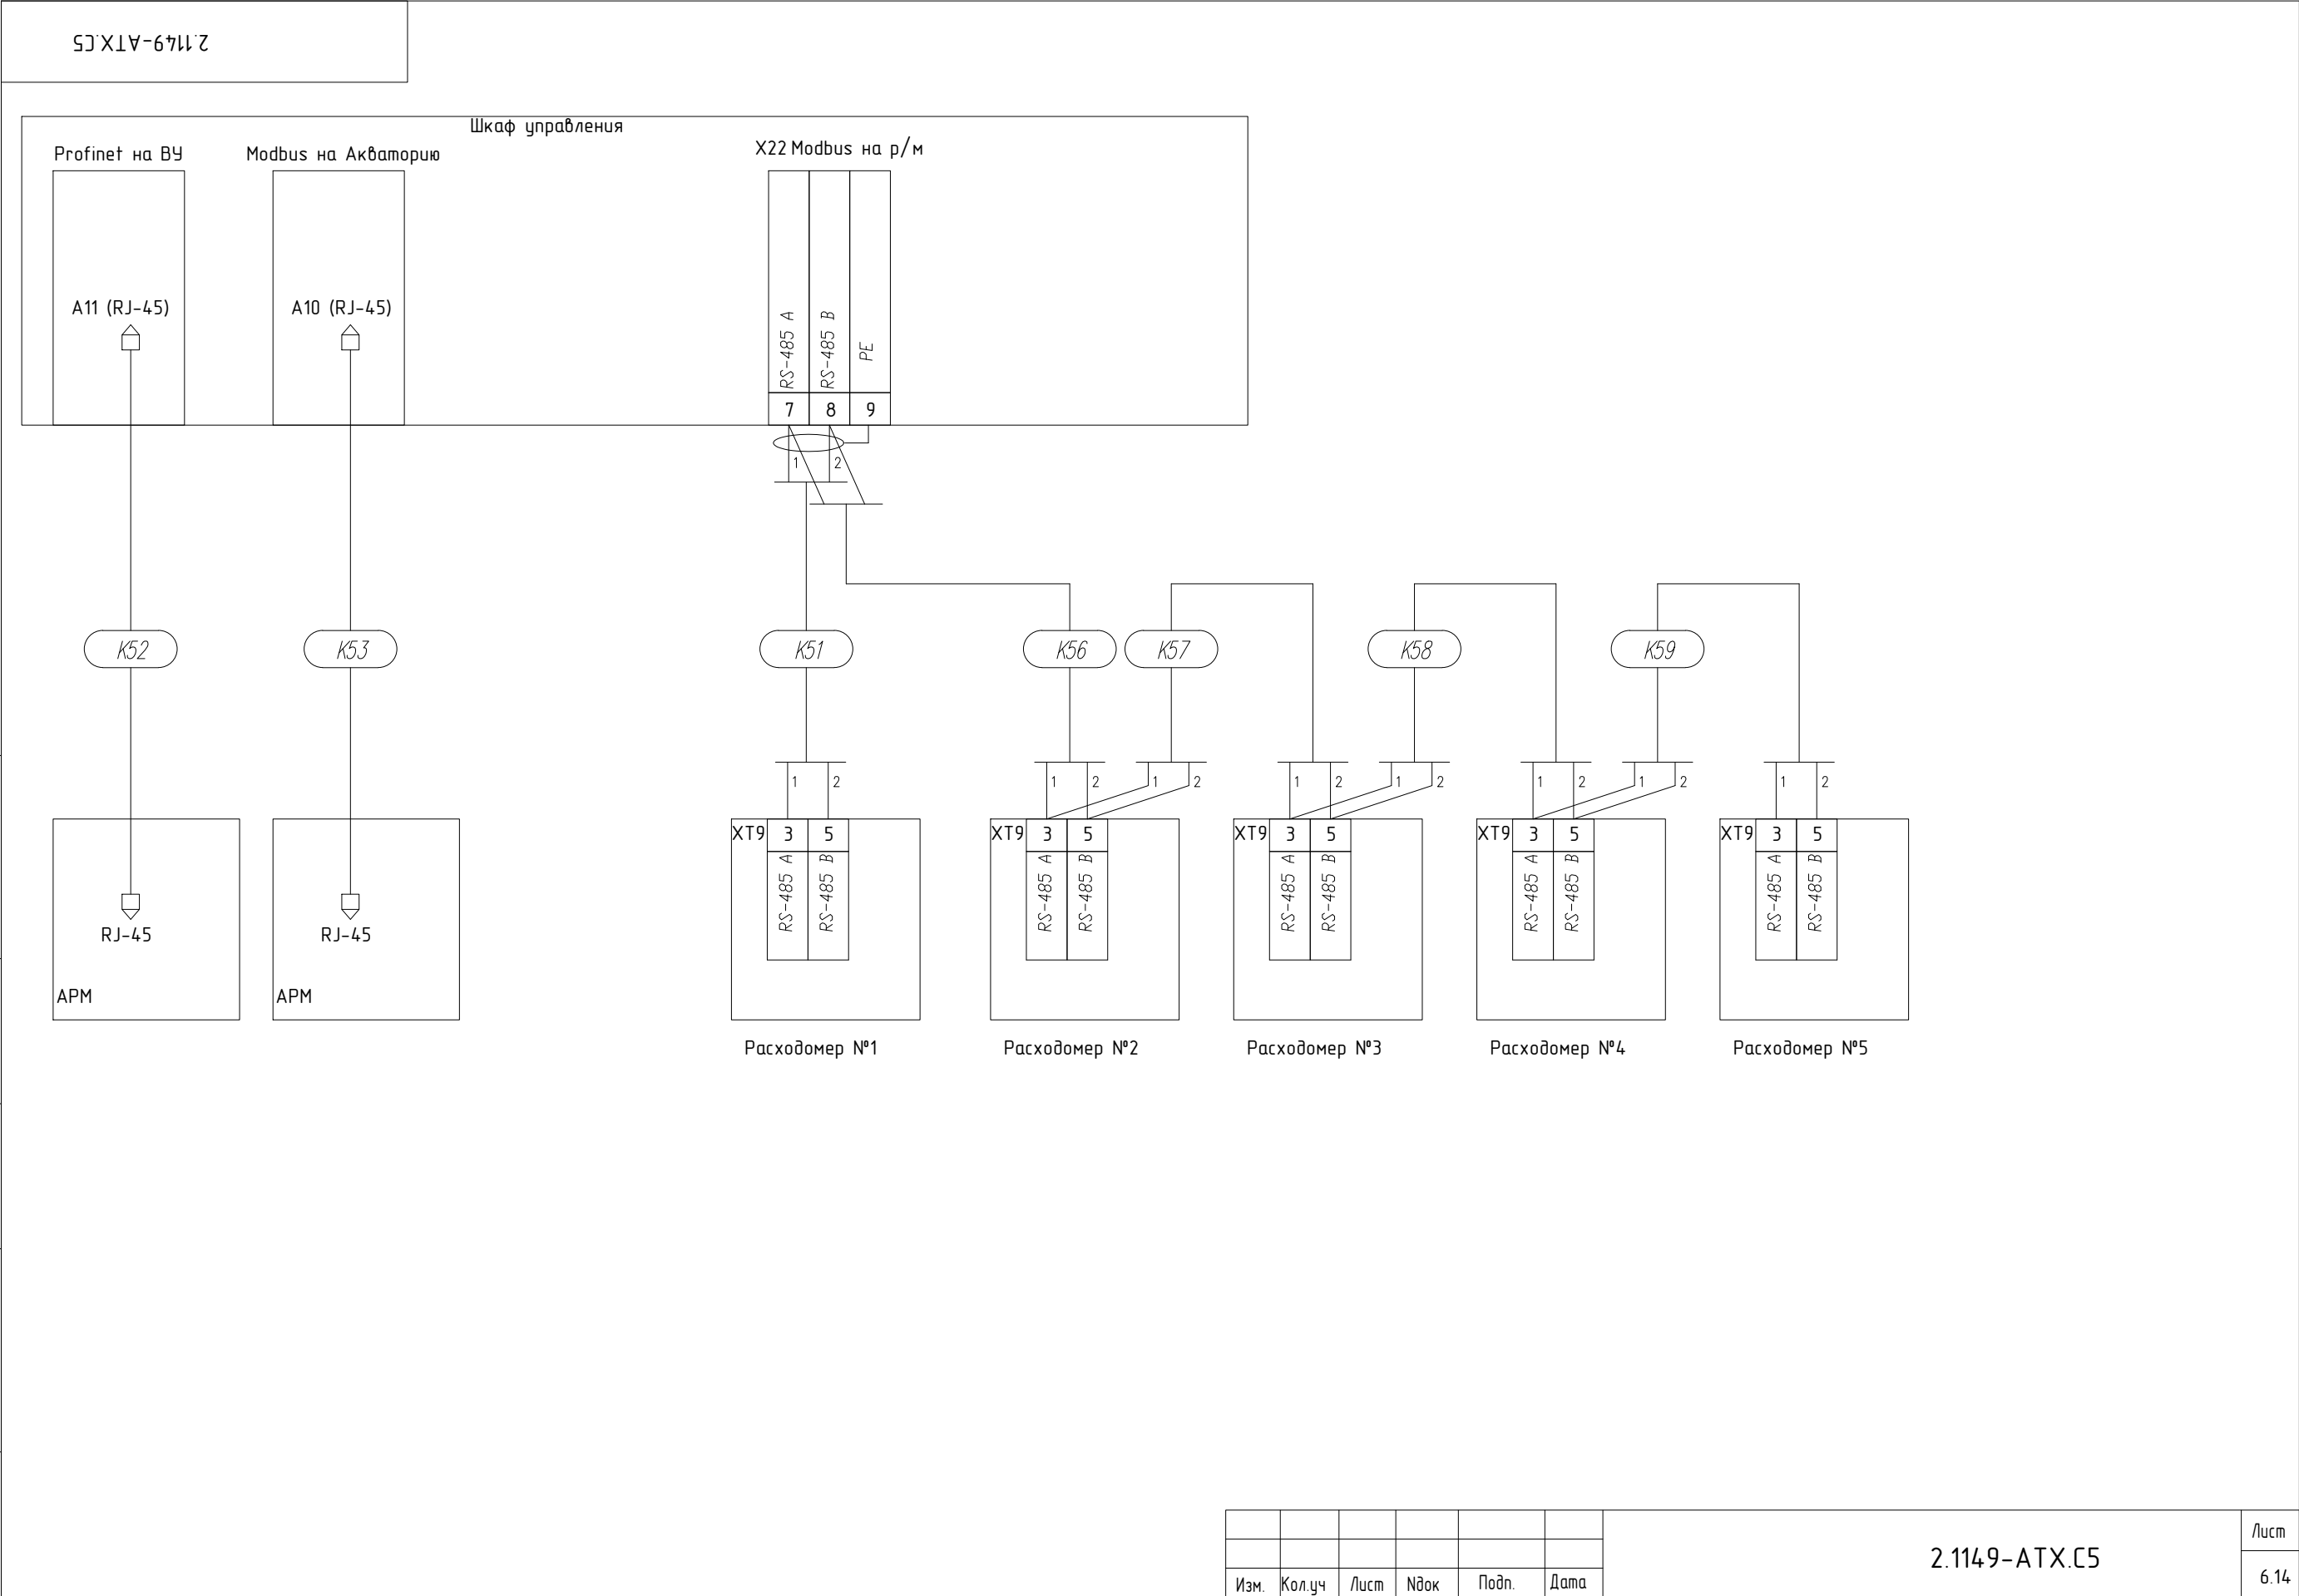 2.1149-АТХ.С5
Шкаф управления
Profinet на ВУ
Modbus на Акваторию
X22 Modbus на р/м
A11 (RJ-45)
A10 (RJ-45)
RS-485 A
RS-485 B
PE
7 8 9
1 2
K52 K53 K51 K56 K57 K58 K59
1 2 1 2 1 2 1 2 1 2 1 2 1 2 1 2
XT9 3 5
XT9 3 5
XT9 3 5
XT9 3 5
XT9 3 5
RS-485 A RS-485 B
RS-485 A RS-485 B
RS-485 A RS-485 B
RS-485 A RS-485 B
RS-485 A RS-485 B
RJ-45
RJ-45
АРМ
АРМ
Расходомер №1
Расходомер №2
Расходомер №3
Расходомер №4
Расходомер №5
Изм. Кол.уч Лист Nдок Подп. Дата
2.1149-АТХ.С5
Лист
6.14